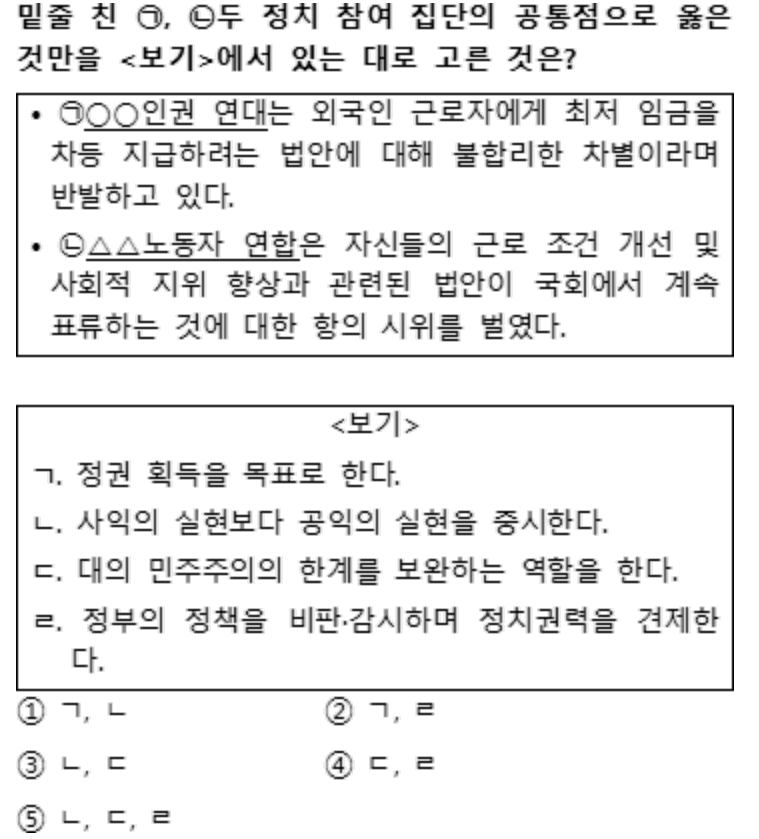 밑줄 친 ㉠, ㉡두 정치 참여 집단의 공통점으로 옳은
것만을 <보기>에서 있는 대로 고른 것은?
• ㉠○○인권 연대는 외국인 근로자에게 최저 임금을
차등 지급하려는 법안에 대해 불합리한 차별이라며
반발하고 있다.
• ㉡△△노동자 연합은 자신들의 근로 조건 개선 및
사회적 지위 향상과 관련된 법안이 국회에서 계속
표류하는 것에 대한 항의 시위를 벌였다.
<보기>
ㄱ. 정권 획득을 목표로 한다.
ㄴ. 사익의 실현보다 공익의 실현을 중시한다.
ㄷ. 대의 민주주의의 한계를 보완하는 역할을 한다.
ㄹ. 정부의 정책을 비판·감시하며 정치권력을 견제한
다.
① ㄱ, ㄴ ② ㄱ, ㄹ
③ ㄴ, ㄷ ④ ㄷ, ㄹ
⑤ ㄴ, ㄷ, ㄹ